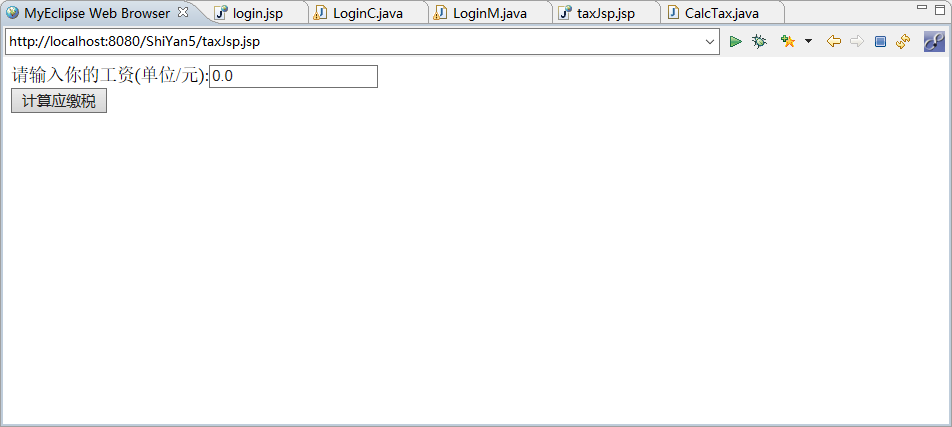 MyEclipse Web Browser login.jsp LoginC.java LoginM.java taxJsp.jsp CalcTax.java
http://localhost:8080/ShiYan5/taxJsp.jsp
请输入你的工资(单位/元):0.0
计算应缴税